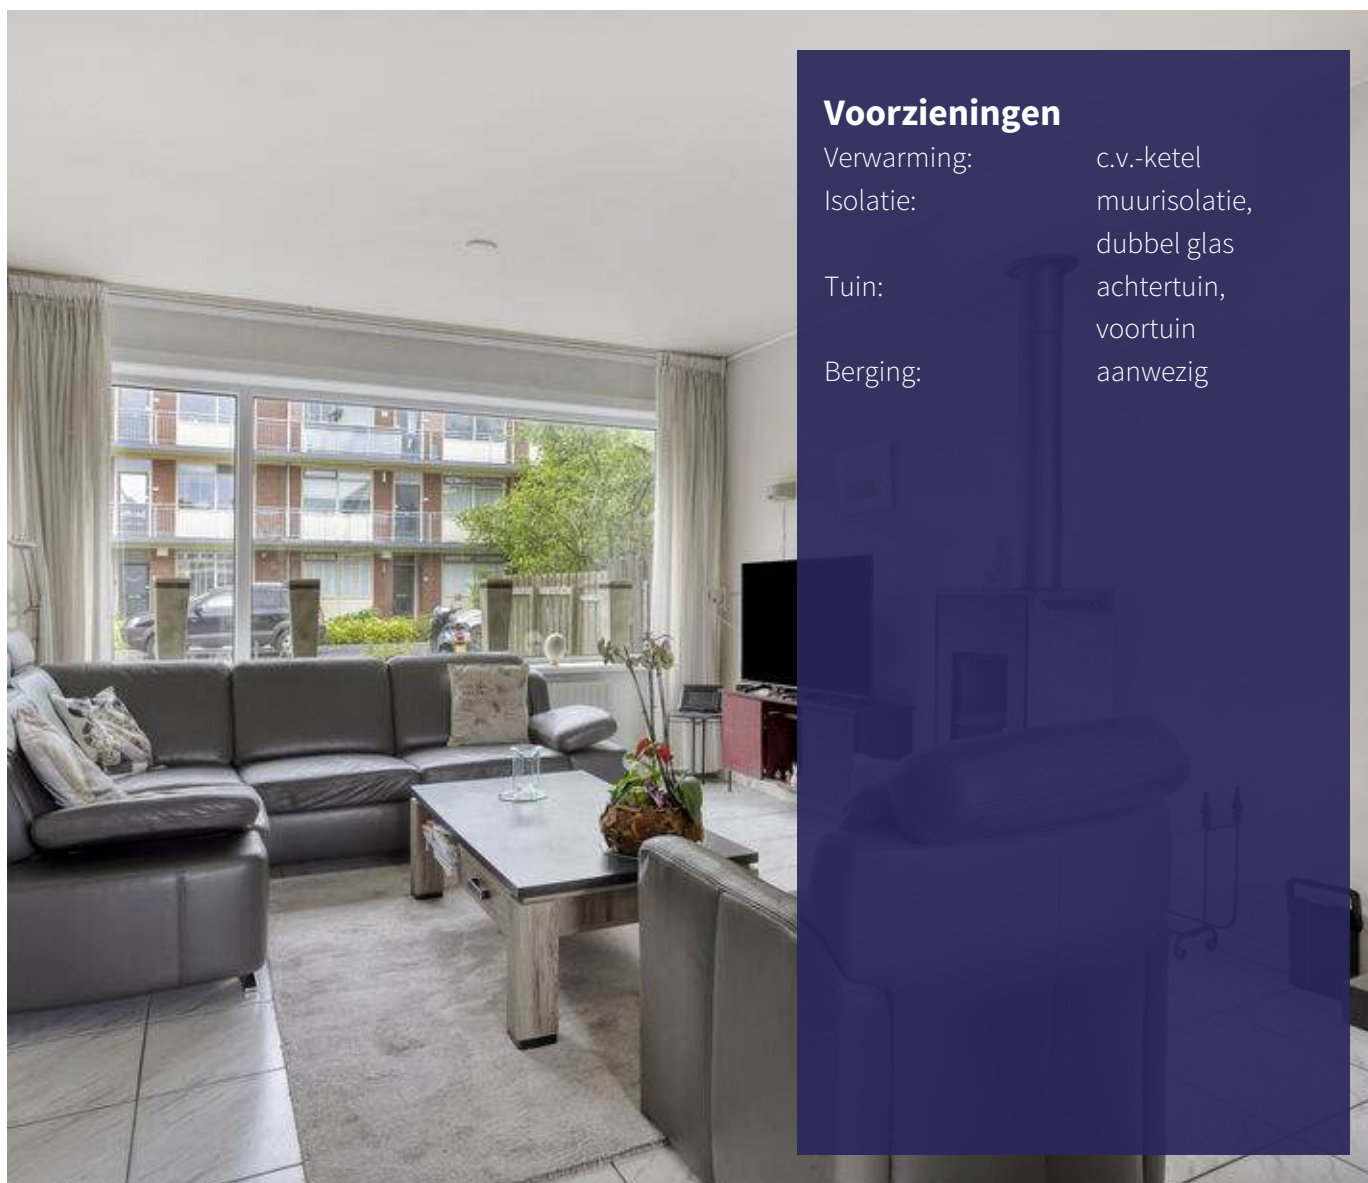 Voorzieningen
Verwarming: c.v.-ketel
Isolatie: muurisolatie,
dubbel glas
Tuin: achtertuin,
voortuin
Berging: aanwezig